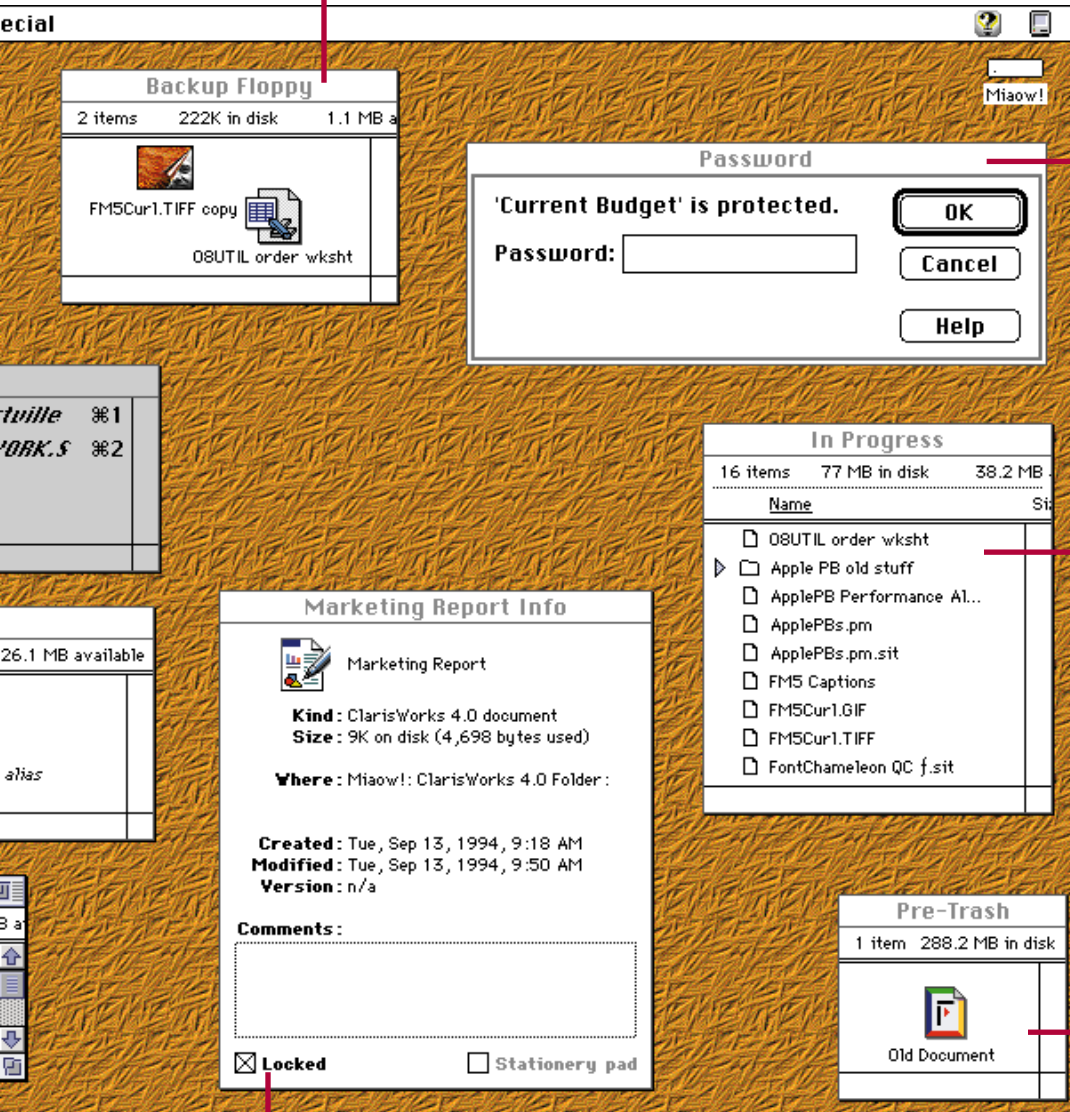 ecial
Miaow!
Backup Floppy
2 items 222K in disk 1.1 MB a
FM5Cur1.TIFF copy
08UTIL order wksht
Password
'Current Budget' is protected.
Password:
OK
Cancel
Help
tville ⌘1
WORK.S ⌘2
In Progress
16 items 77 MB in disk 38.2 MB
Name Si
08UTIL order wksht
Apple PB old stuff
ApplePB Performance Al...
ApplePBs.pm
ApplePBs.pm.sit
FM5 Captions
FM5Cur1.GIF
FM5Cur1.TIFF
FontChameleon QC ƒ.sit
26.1 MB available
alias
Marketing Report Info
Marketing Report
Kind: ClarisWorks 4.0 document
Size: 9K on disk (4,698 bytes used)
Where: Miaow!: ClarisWorks 4.0 Folder:
Created: Tue, Sep 13, 1994, 9:18 AM
Modified: Tue, Sep 13, 1994, 9:50 AM
Version: n/a
Comments:
Locked
Stationery pad
Pre-Trash
1 item 288.2 MB in disk
Old Document